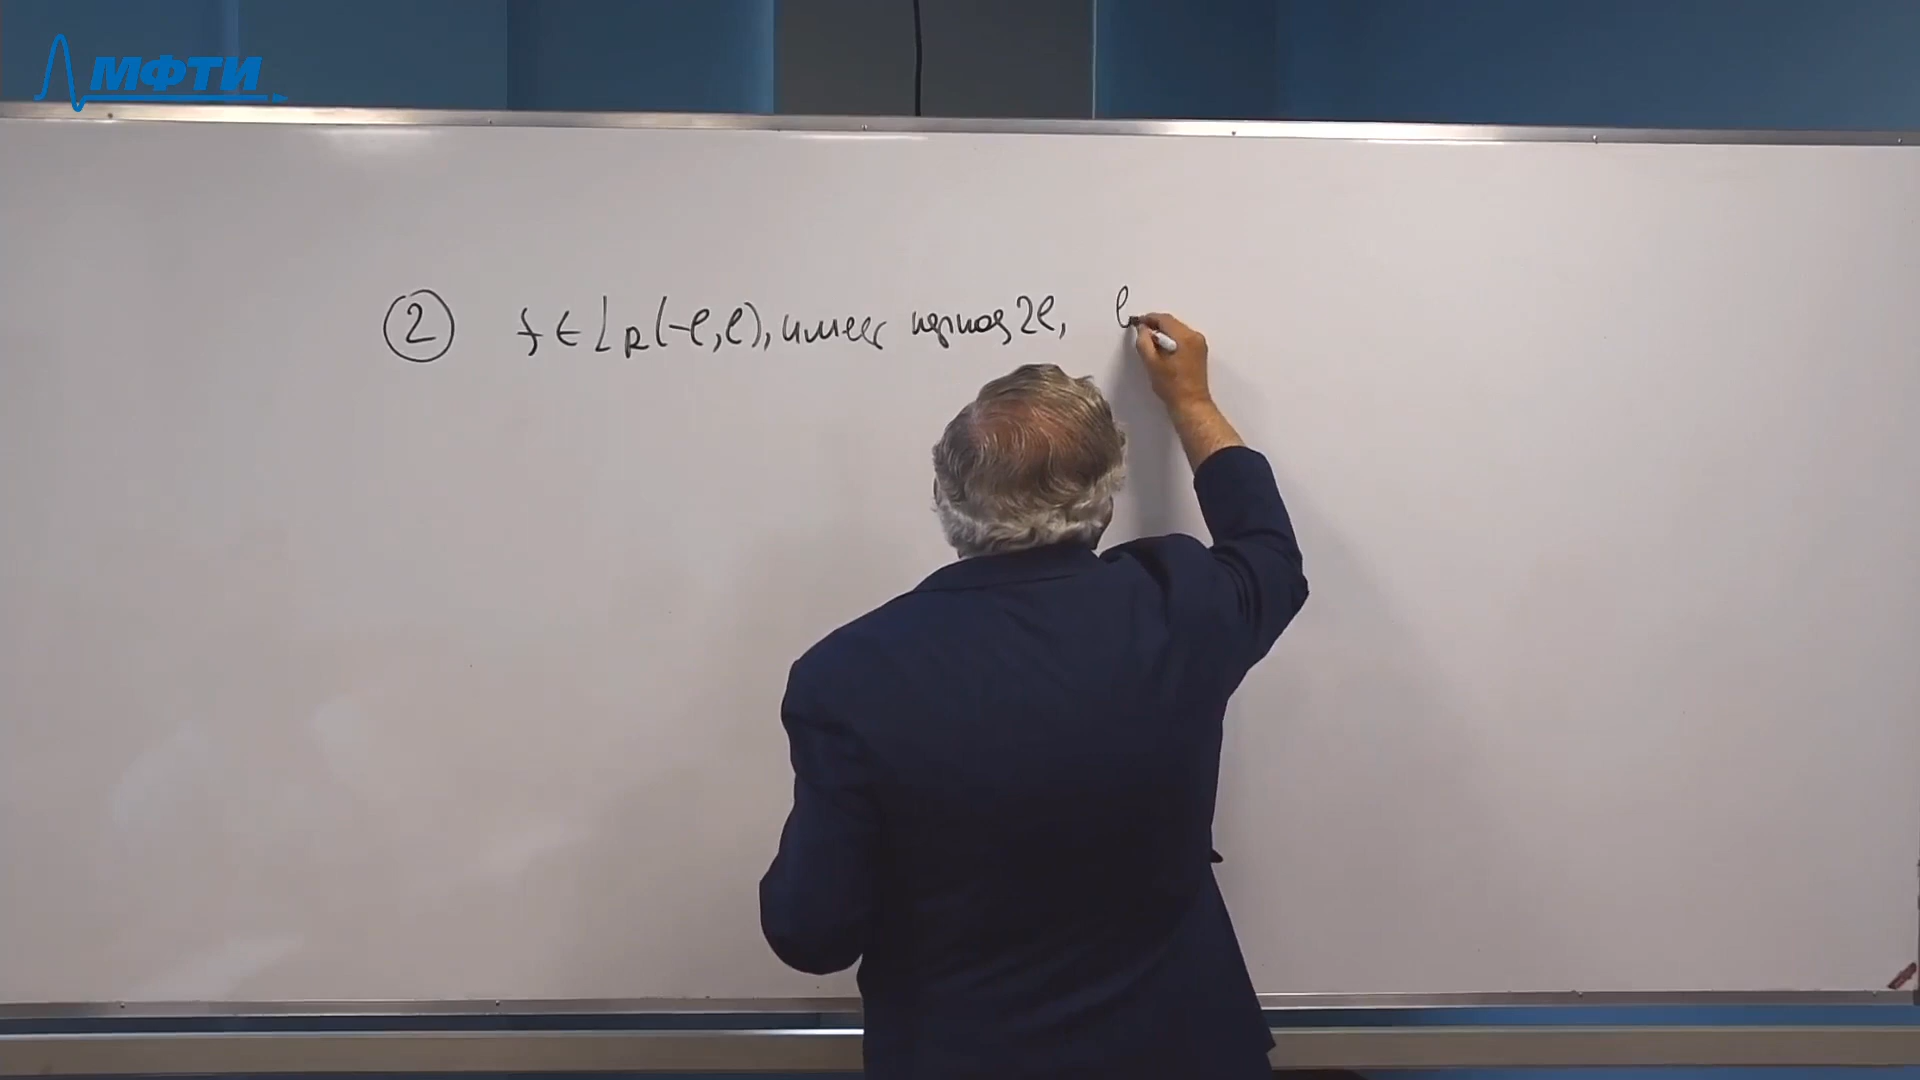 МФТИ
② f ∈ L_R(-ℓ, ℓ), имеет период 2ℓ, ℓ